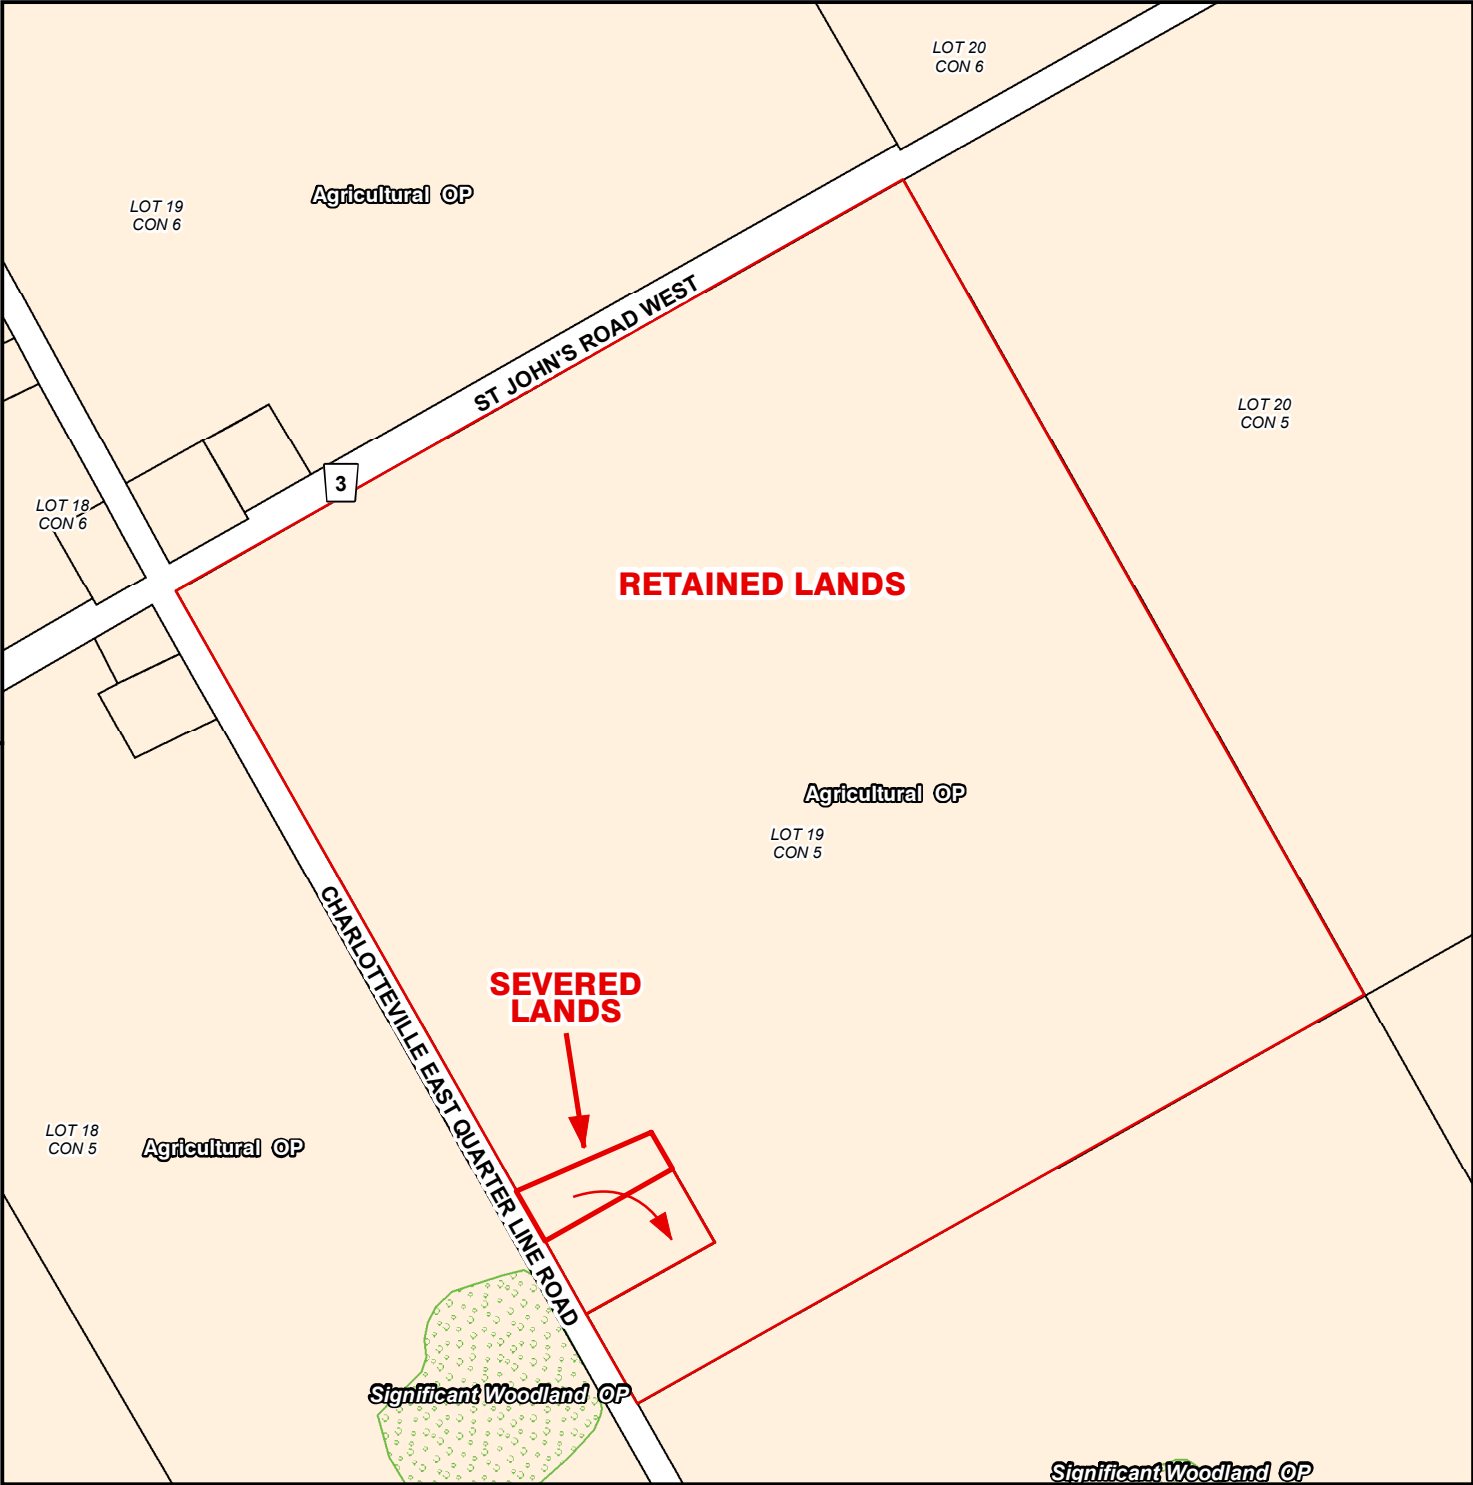 LOT 20
CON 6
Agricultural OP
LOT 19
CON 6
ST JOHN'S ROAD WEST
LOT 20
CON 5
3
LOT 18
CON 6
RETAINED LANDS
Agricultural OP
LOT 19
CON 5
CHARLOTTEVILLE EAST QUARTER LINE ROAD
SEVERED
LANDS
LOT 18
CON 5
Agricultural OP
Significant Woodland OP
Significant Woodland OP